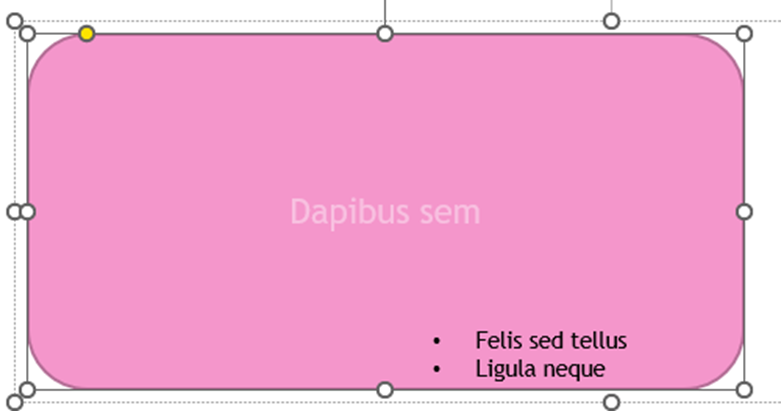 Dapibus sem
• Felis sed tellus
• Ligula neque